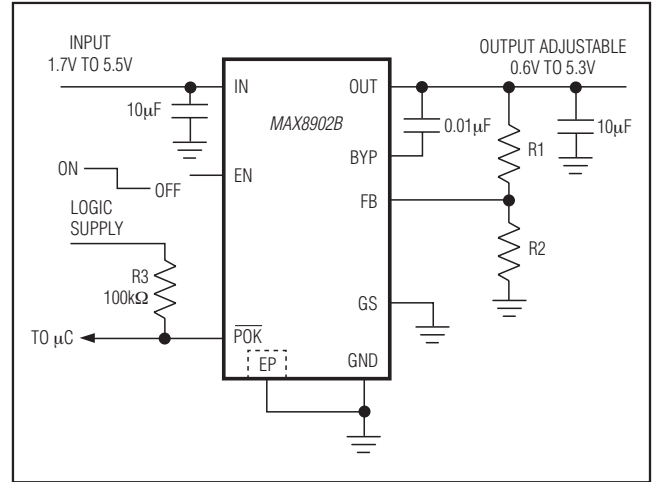 INPUT
1.7V TO 5.5V
OUTPUT ADJUSTABLE
0.6V TO 5.3V
IN
OUT
10µF
MAX8902B
0.01µF
10µF
R1
BYP
ON
OFF
EN
FB
LOGIC
SUPPLY
R2
R3
100kΩ
GS
TO µC
POK
EP
GND